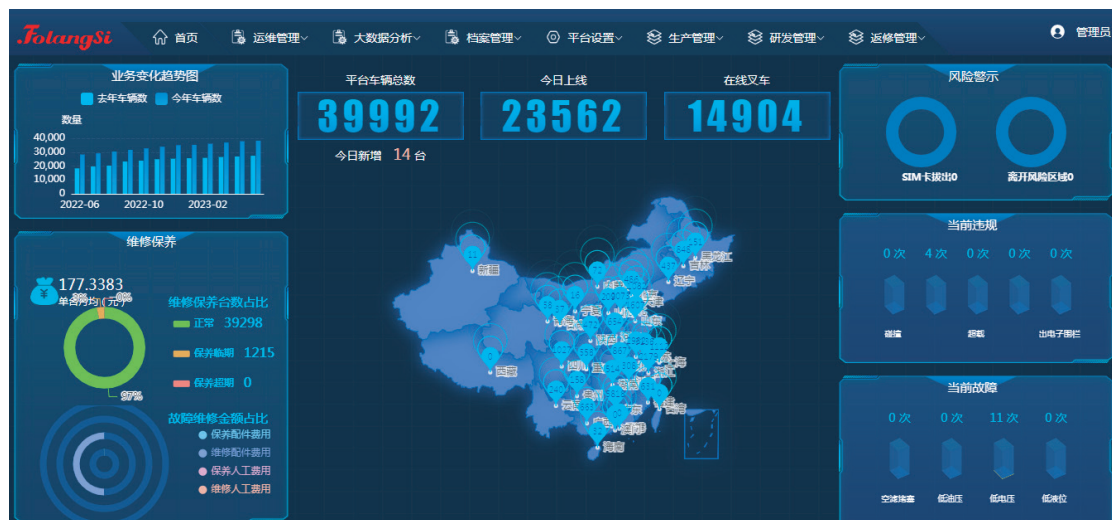 FolangSi 首页 运维管理 大数据分析 档案管理 平台设置 生产管理 研发管理 返修管理 管理员
业务变化趋势图
去年车辆数 今年车辆数
数量
40,000
30,000
20,000
10,000
0
2022-06 2022-10 2023-02
维修保养
177.3383
单台月均（元）
3% 0%
97%
维修保养台数占比
正常 39298
保养临期 1215
保养超期 0
故障维修金额占比
保养配件费用
维修配件费用
保养人工费用
维修人工费用
平台车辆总数 今日上线 在线叉车
39992 23562 14904
今日新增 14 台
黑龙江
吉林
新疆
辽宁
宁夏
陕西
西藏
四川
贵州
海南
风险警示
SIM卡拔出0 离开风险区域0
当前违规
0 次 4 次 0 次 0 次 0 次
碰撞 超载 出电子围栏
当前故障
0 次 0 次 11 次 0 次
空滤堵塞 低油压 低电压 低液位